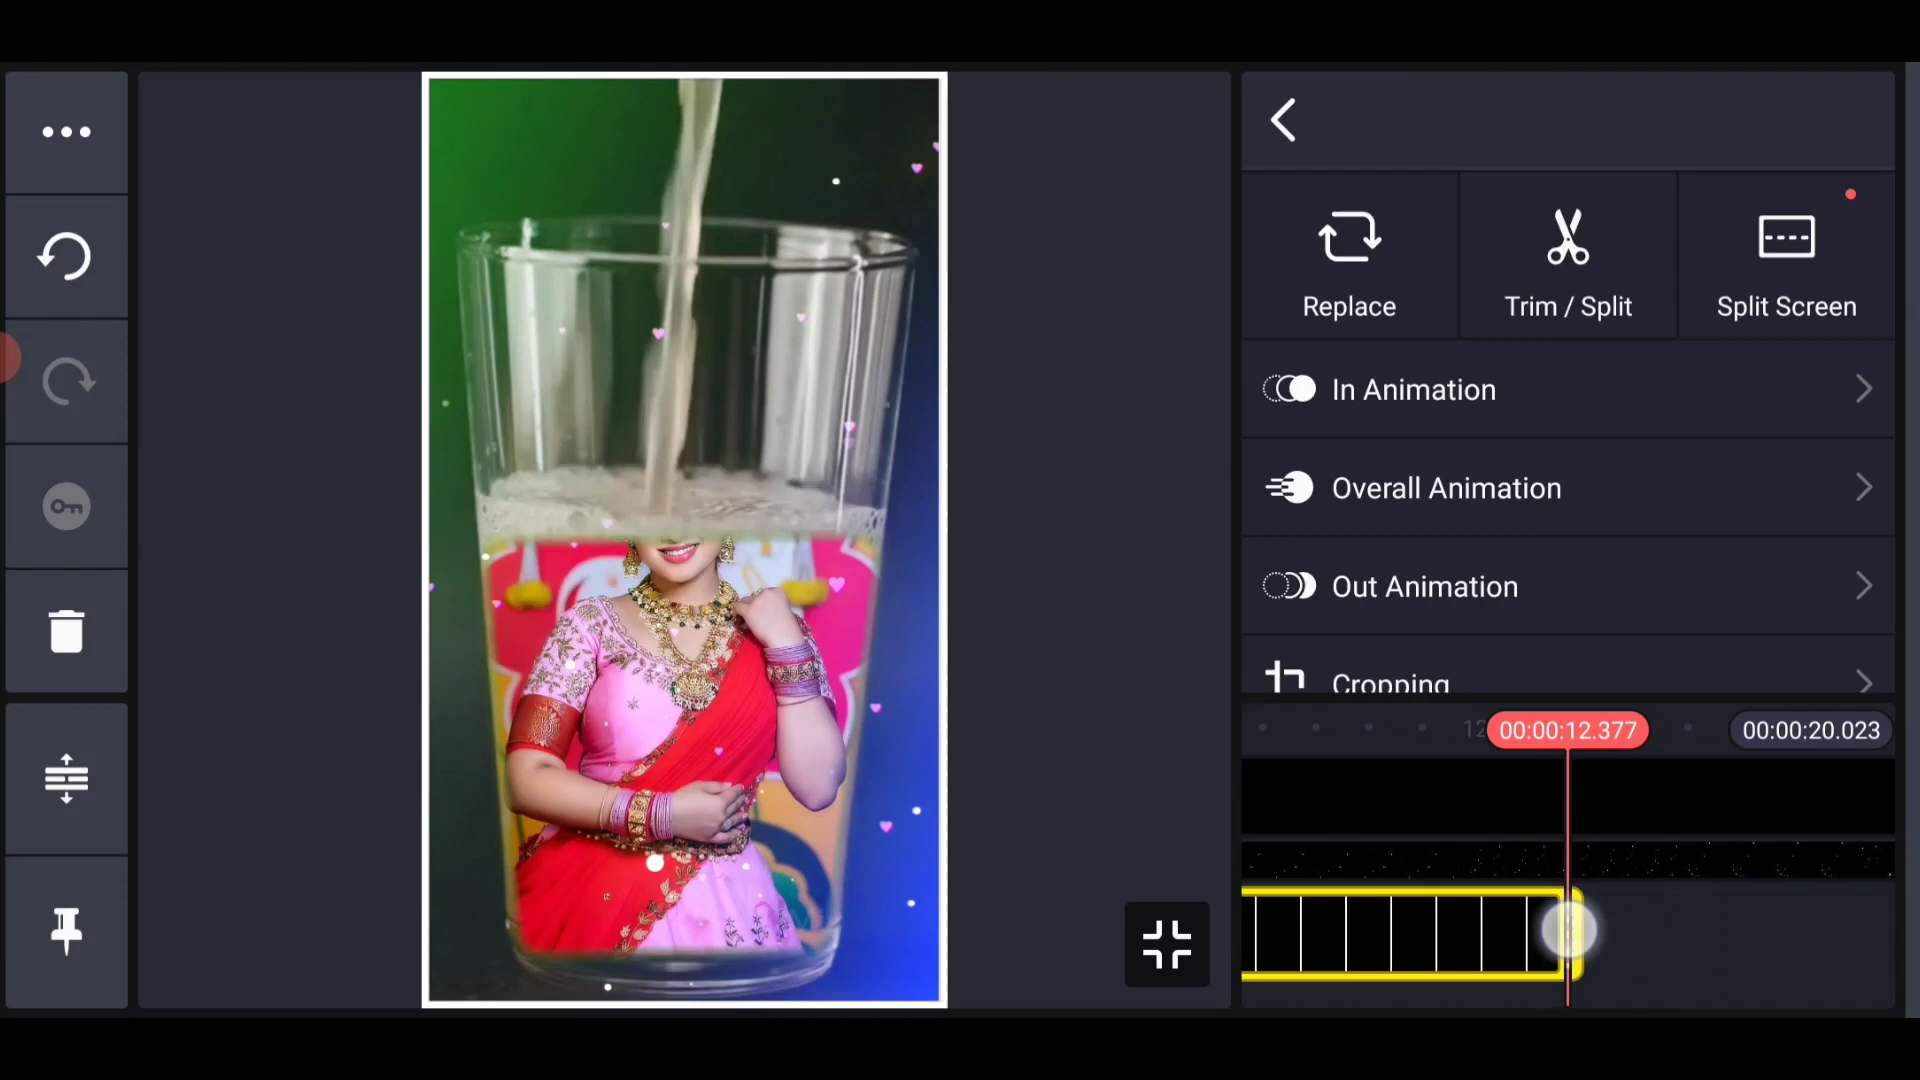 Replace
Trim / Split
Split Screen
In Animation
Overall Animation
Out Animation
Cropping
12
00:00:12.377
00:00:20.023